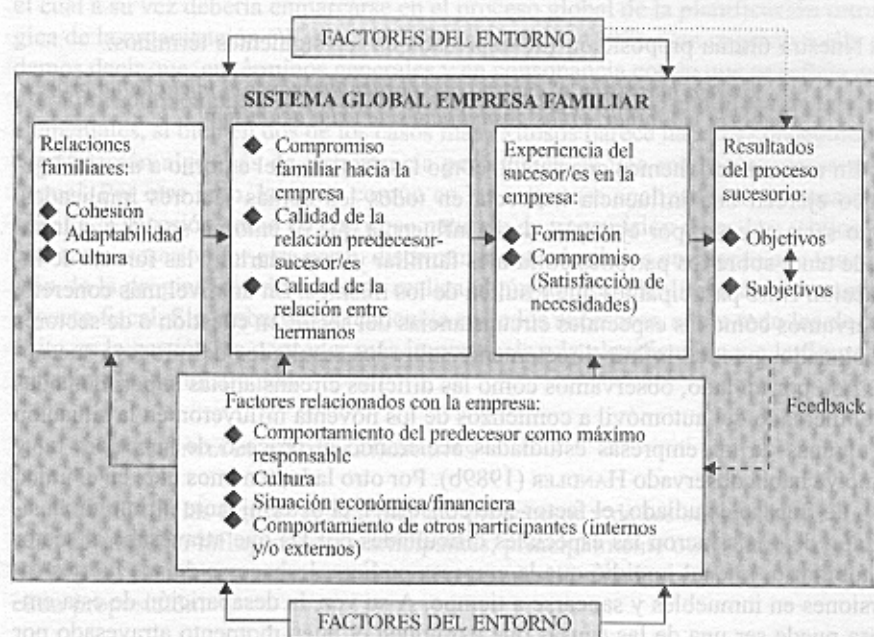 FACTORES DEL ENTORNO
SISTEMA GLOBAL EMPRESA FAMILIAR
Relaciones
familiares:
Cohesión
Adaptabilidad
Cultura
Compromiso
familiar hacia la
empresa
Calidad de la
relación predecesor-
sucesor/es
Calidad de la
relación entre
hermanos
Experiencia del
sucesor/es en la
empresa:
Formación
Compromiso
(Satisfacción de
necesidades)
Resultados
del proceso
sucesorio:
Objetivos
Subjetivos
Feedback
Factores relacionados con la empresa:
Comportamiento del predecesor como máximo
responsable
Cultura
Situación económica/financiera
Comportamiento de otros participantes (internos
y/o externos)
FACTORES DEL ENTORNO